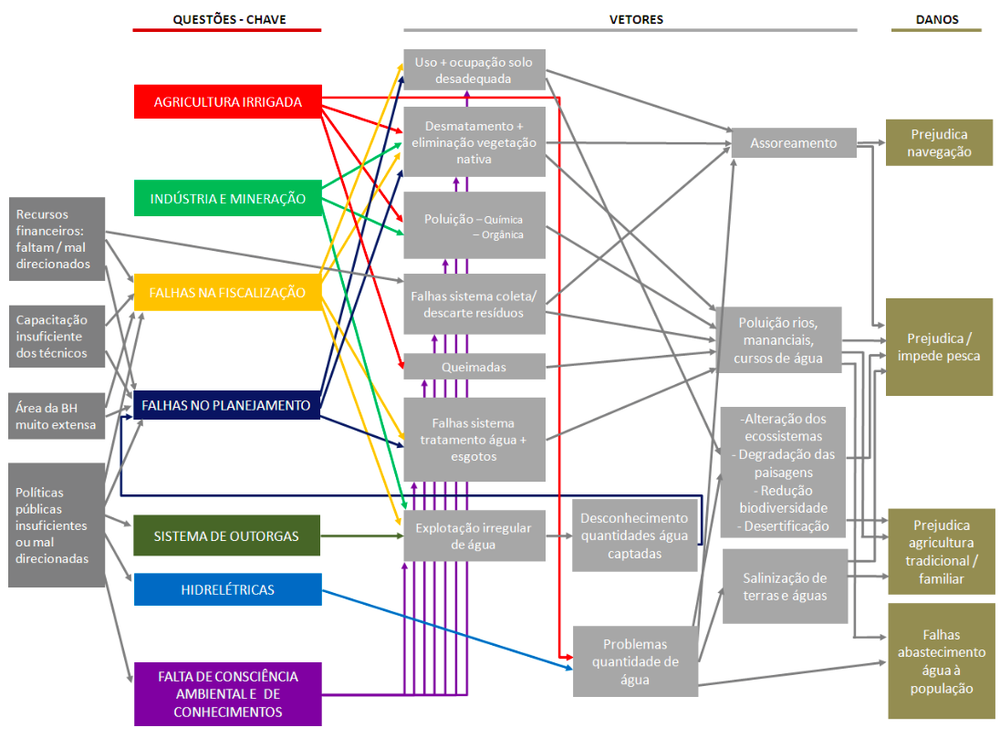 QUESTÕES - CHAVE
VETORES
DANOS
Recursos
financeiros:
faltam / mal
direcionados
Capacitação
insuficiente
dos técnicos
Área da BH
muito extensa
Políticas
públicas
insuficientes
ou mal
direcionadas
AGRICULTURA IRRIGADA
INDÚSTRIA E MINERAÇÃO
FALHAS NA FISCALIZAÇÃO
FALHAS NO PLANEJAMENTO
SISTEMA DE OUTORGAS
HIDRELÉTRICAS
FALTA DE CONSCIÊNCIA
AMBIENTAL E DE
CONHECIMENTOS
Uso + ocupação solo
desadequada
Desmatamento +
eliminação vegetação
nativa
Poluição – Química
– Orgânica
Falhas sistema coleta/
descarte resíduos
Queimadas
Falhas sistema
tratamento água +
esgotos
Explotação irregular
de água
Desconhecimento
quantidades água
captadas
Problemas
quantidade de
água
Assoreamento
Poluição rios,
mananciais,
cursos de água
-Alteração dos
ecossistemas
- Degradação das
paisagens
- Redução
biodiversidade
- Desertificação
Salinização de
terras e águas
Prejudica
navegação
Prejudica /
impede pesca
Prejudica
agricultura
tradicional /
familiar
Falhas
abastecimento
água à
população